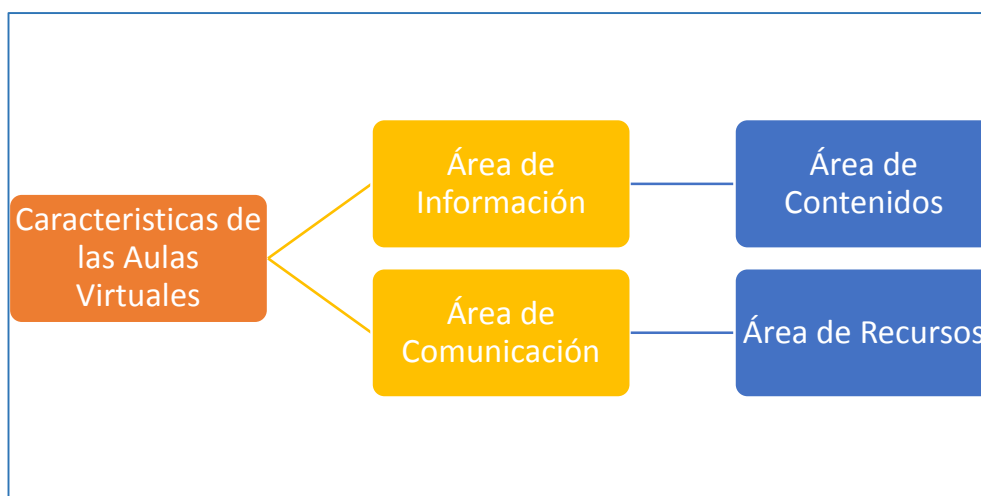 Caracteristicas de
las Aulas
Virtuales
Área de
Información
Área de
Contenidos
Área de
Comunicación
Área de Recursos